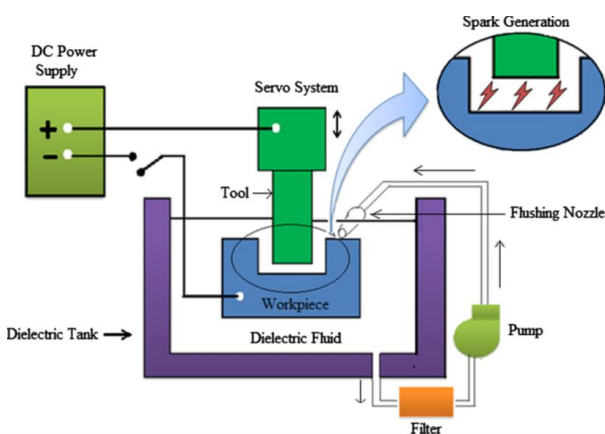 Spark Generation
DC Power
Supply
Servo System
+
-
Tool
Flushing Nozzle
Workpiece
Dielectric Tank
Dielectric Fluid
Pump
Filter